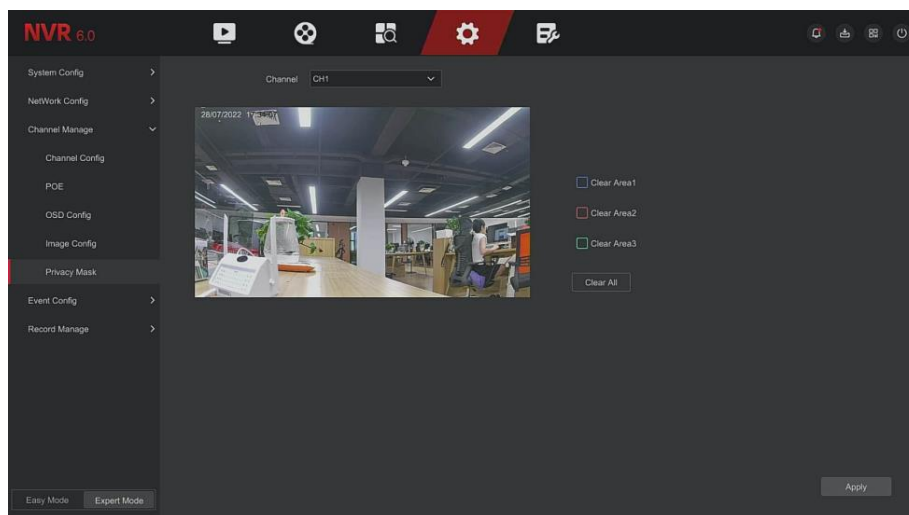 NVR 6.0
System Config
NetWork Config
Channel Manage
Channel Config
POE
OSD Config
Image Config
Privacy Mask
Event Config
Record Manage
Easy Mode Expert Mode
Channel CH1
28/07/2022
Clear Area1
Clear Area2
Clear Area3
Clear All
Apply